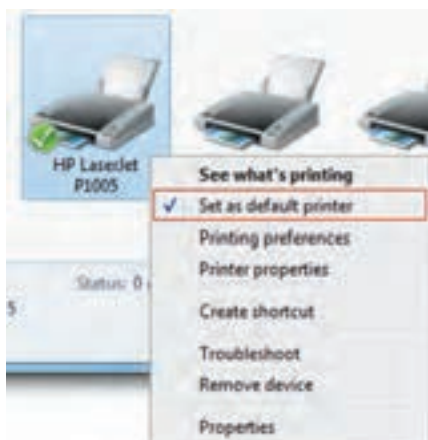 HP LaserJet
P1005
See what's printing
Set as default printer
Printing preferences
Printer properties
Status: 0
5
Create shortcut
Troubleshoot
Remove device
Properties